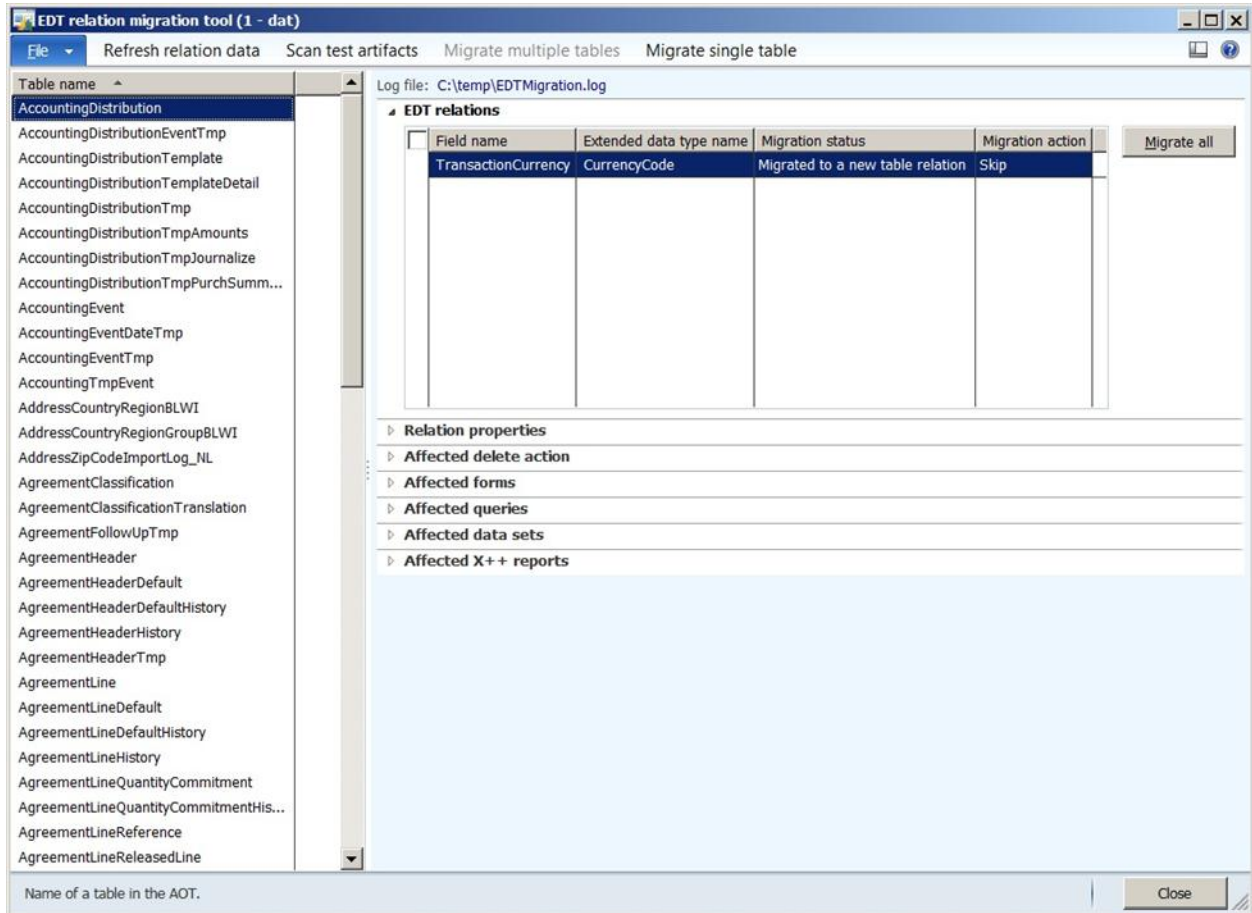 EDT relation migration tool (1 - dat)
File Refresh relation data Scan test artifacts Migrate multiple tables Migrate single table
Table name
AccountingDistribution
AccountingDistributionEventTmp
AccountingDistributionTemplate
AccountingDistributionTemplateDetail
AccountingDistributionTmp
AccountingDistributionTmpAmounts
AccountingDistributionTmpJournalize
AccountingDistributionTmpPurchSumm...
AccountingEvent
AccountingEventDateTmp
AccountingEventTmp
AccountingTmpEvent
AddressCountryRegionBLWI
AddressCountryRegionGroupBLWI
AddressZipCodeImportLog_NL
AgreementClassification
AgreementClassificationTranslation
AgreementFollowUpTmp
AgreementHeader
AgreementHeaderDefault
AgreementHeaderDefaultHistory
AgreementHeaderHistory
AgreementHeaderTmp
AgreementLine
AgreementLineDefault
AgreementLineDefaultHistory
AgreementLineHistory
AgreementLineQuantityCommitment
AgreementLineQuantityCommitmentHis...
AgreementLineReference
AgreementLineReleasedLine
Log file: C:\temp\EDTMigration.log
EDT relations
Field name Extended data type name Migration status Migration action
TransactionCurrency CurrencyCode Migrated to a new table relation Skip
Migrate all
Relation properties
Affected delete action
Affected forms
Affected queries
Affected data sets
Affected X++ reports
Name of a table in the AOT.
Close